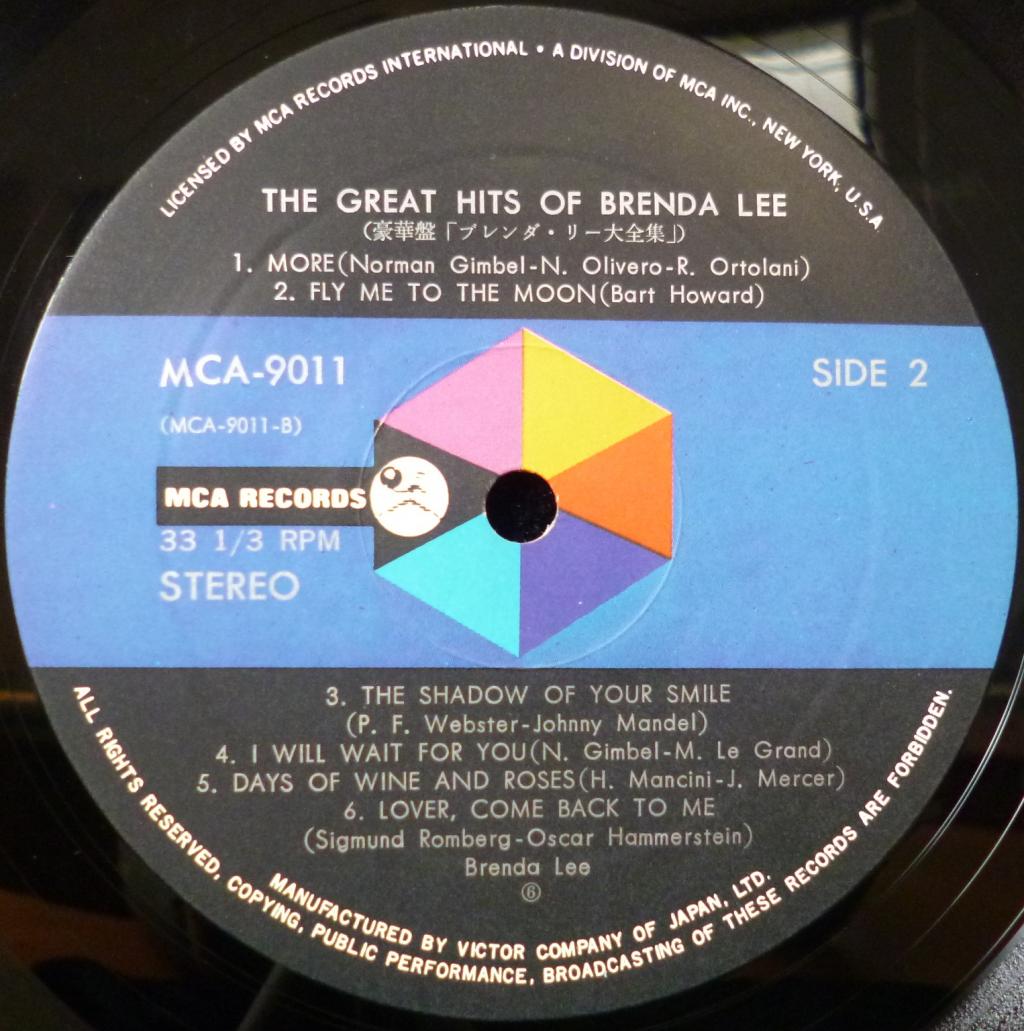 LICENSED BY MCA RECORDS INTERNATIONAL • A DIVISION OF MCA INC., NEW YORK, U.S.A
THE GREAT HITS OF BRENDA LEE
(豪華盤「ブレンダ・リー大全集」)
1. MORE(Norman Gimbel-N. Olivero-R. Ortolani)
2. FLY ME TO THE MOON(Bart Howard)
MCA-9011
SIDE 2
(MCA-9011-B)
MCA RECORDS
33 1/3 RPM
STEREO
3. THE SHADOW OF YOUR SMILE
(P. F. Webster-Johnny Mandel)
4. I WILL WAIT FOR YOU(N. Gimbel-M. Le Grand)
5. DAYS OF WINE AND ROSES(H. Mancini-J. Mercer)
6. LOVER, COME BACK TO ME
(Sigmund Romberg-Oscar Hammerstein)
Brenda Lee
⑥
MANUFACTURED BY VICTOR COMPANY OF JAPAN, LTD.
ALL RIGHTS RESERVED, COPYING, PUBLIC PERFORMANCE, BROADCASTING OF THESE RECORDS ARE FORBIDDEN.